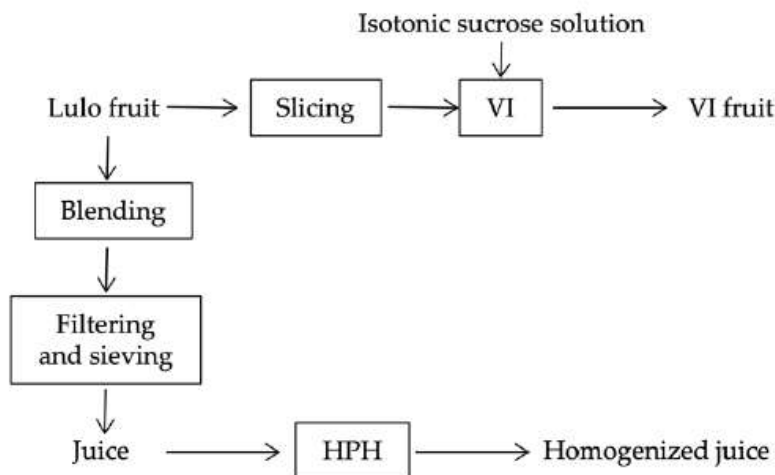 Isotonic sucrose solution
Lulo fruit
Slicing
VI
VI fruit
Blending
Filtering
and sieving
Juice
HPH
Homogenized juice